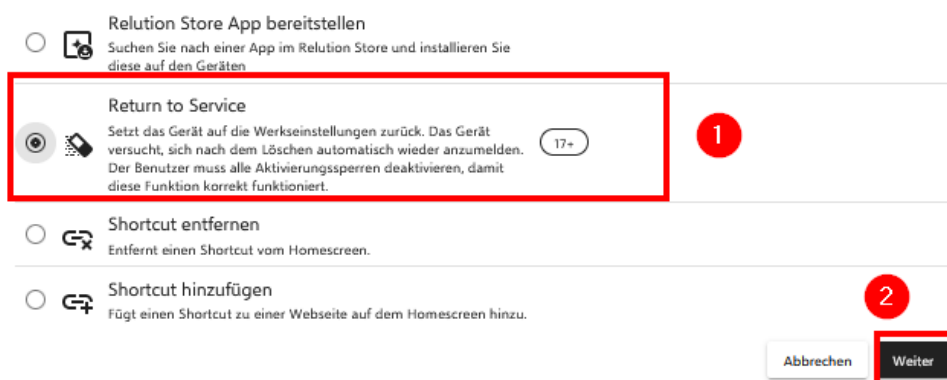 Relution Store App bereitstellen
Suchen Sie nach einer App im Relution Store und installieren Sie
diese auf den Geräten
Return to Service
Setzt das Gerät auf die Werkseinstellungen zurück. Das Gerät
versucht, sich nach dem Löschen automatisch wieder anzumelden.
Der Benutzer muss alle Aktivierungssperren deaktivieren, damit
diese Funktion korrekt funktioniert.
17+
1
Shortcut entfernen
Entfernt einen Shortcut vom Homescreen.
Shortcut hinzufügen
Fügt einen Shortcut zu einer Webseite auf dem Homescreen hinzu.
2
Abbrechen
Weiter